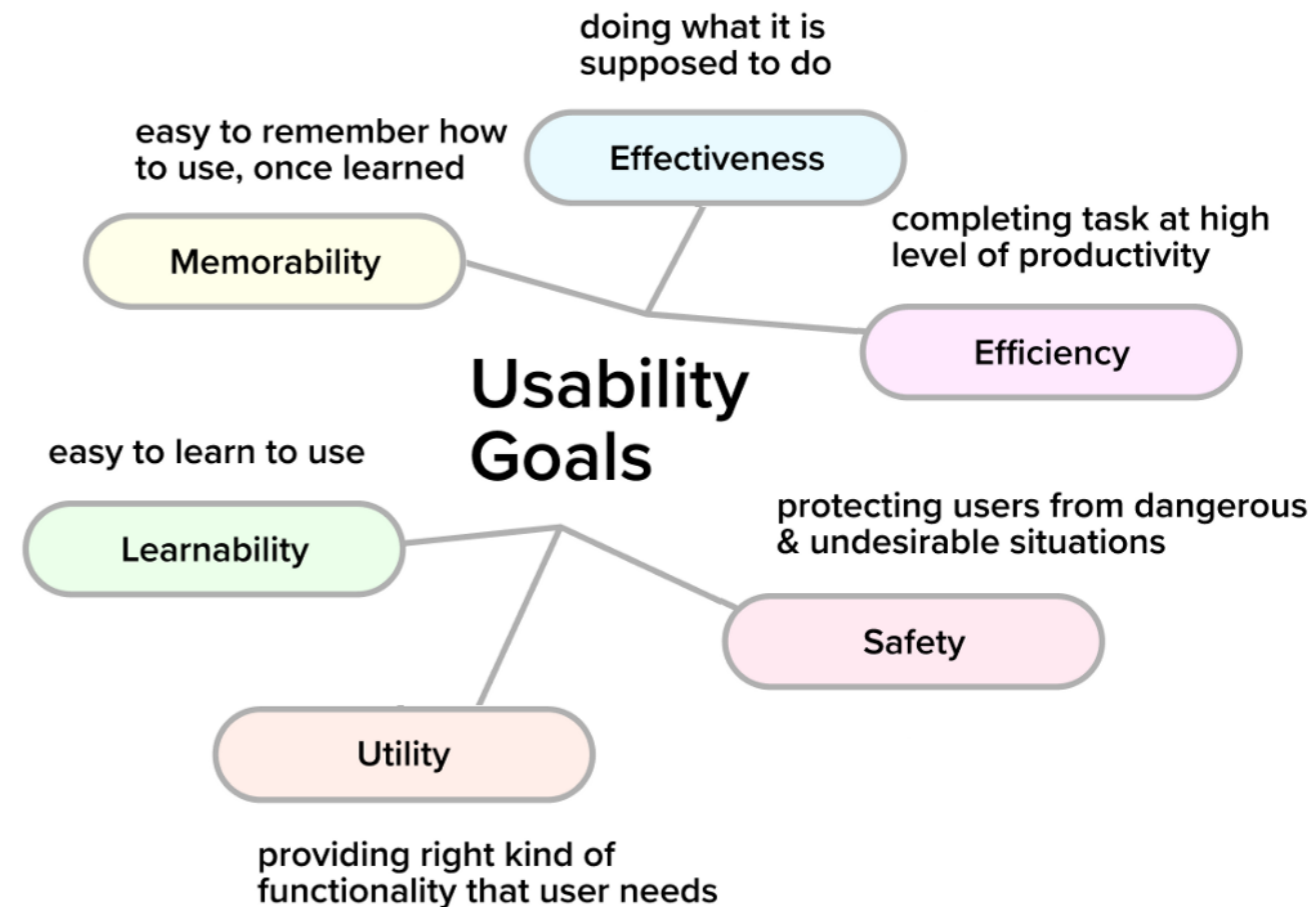 doing what it is
supposed to do
Effectiveness
easy to remember how
to use, once learned
Memorability
completing task at high
level of productivity
Efficiency
Usability
Goals
easy to learn to use
Learnability
protecting users from dangerous
& undesirable situations
Safety
Utility
providing right kind of
functionality that user needs